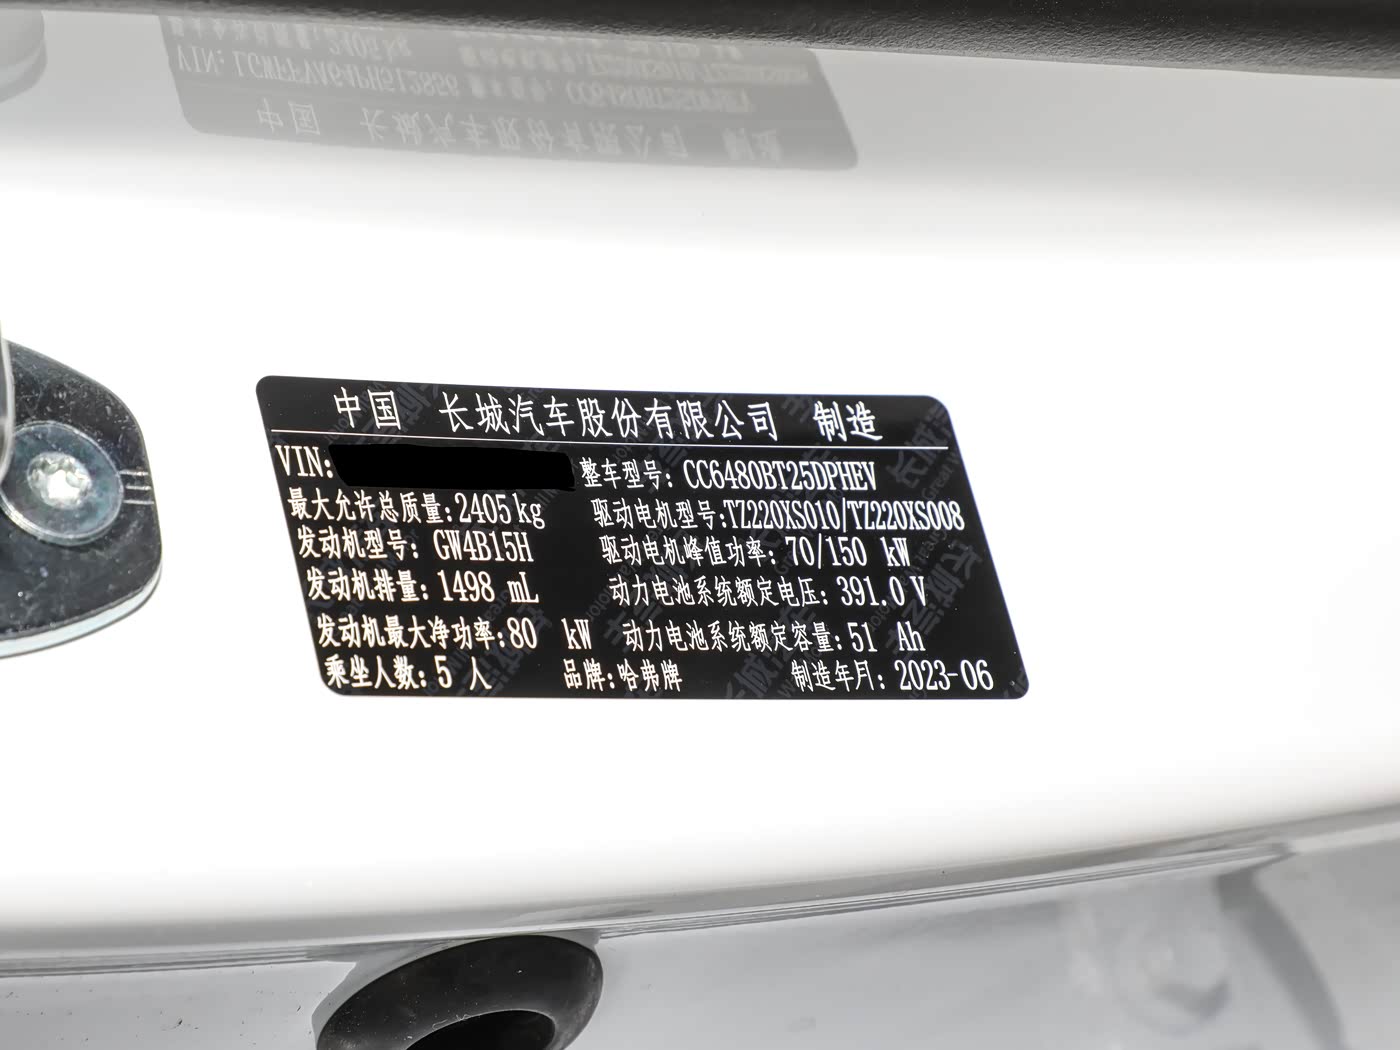 中国 长城汽车股份有限公司 制造
VIN: 整车型号: CC6480BT25DPHEV
最大允许总质量:2405kg 驱动电机型号:TZ220XS010/TZ220XS008
发动机型号: GW4B15H 驱动电机峰值功率: 70/150 kW
发动机排量: 1498 mL 动力电池系统额定电压: 391.0 V
发动机最大净功率:80 kW 动力电池系统额定容量: 51 Ah
乘坐人数: 5 人 品牌:哈弗牌 制造年月: 2023-06